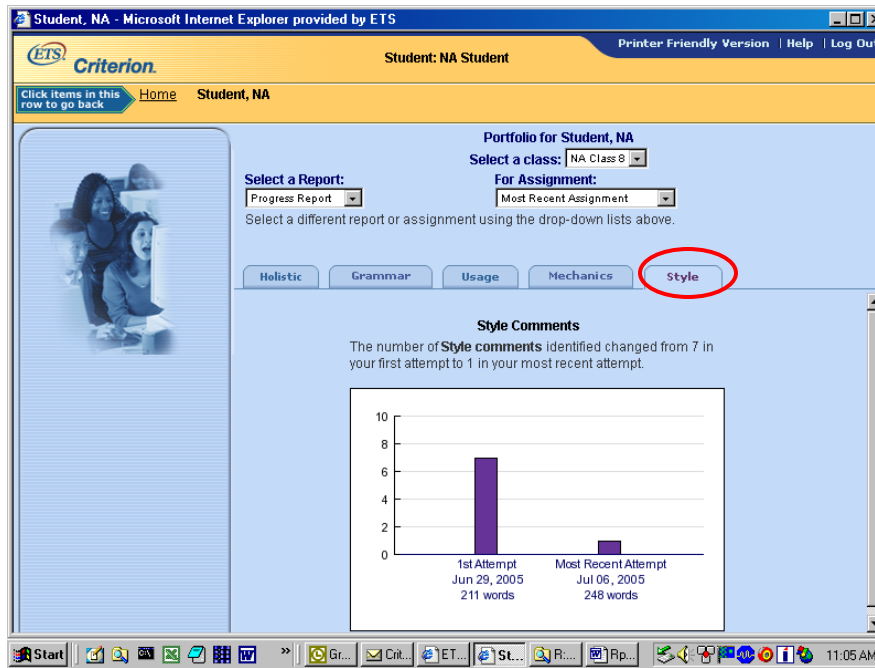 Student, NA - Microsoft Internet Explorer provided by ETS
Printer Friendly Version | Help | Log Out
ETS Criterion.
Student: NA Student
Click items in this row to go back
Home Student, NA
Portfolio for Student, NA
Select a class: NA Class 8
Select a Report: For Assignment:
Progress Report Most Recent Assignment
Select a different report or assignment using the drop-down lists above.
Holistic Grammar Usage Mechanics Style
Style Comments
The number of Style comments identified changed from 7 in
your first attempt to 1 in your most recent attempt.
10
8
6
4
2
0
1st Attempt Most Recent Attempt
Jun 29, 2005 Jul 06, 2005
211 words 248 words
Start » Gr... Crit... ET... St... R:... Rp... 11:05 AM